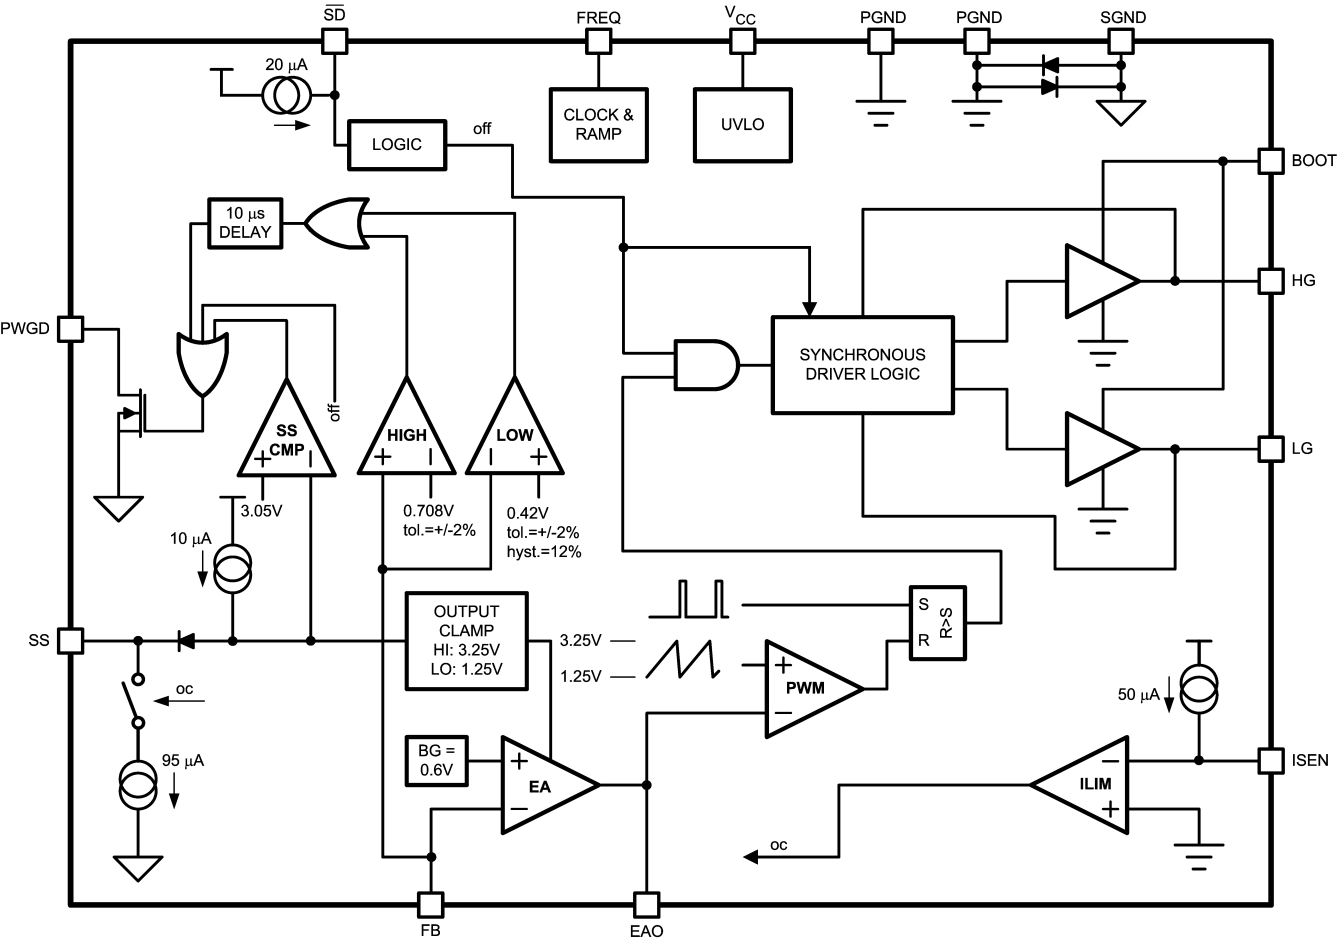 SD
FREQ
VCC
PGND
PGND
SGND
20 µA
LOGIC
off
CLOCK &
RAMP
UVLO
BOOT
10 µs
DELAY
HG
PWGD
SYNCHRONOUS
DRIVER LOGIC
off
SS
CMP
+ –
HIGH
+ –
LOW
– +
LG
3.05V
0.708V
tol.=+/-2%
0.42V
tol.=+/-2%
hyst.=12%
10 µA
SS
OUTPUT
CLAMP
HI: 3.25V
LO: 1.25V
3.25V
1.25V
S
R
R>S
+
PWM
–
oc
50 µA
95 µA
BG =
0.6V
+
EA
–
–
ILIM
+
ISEN
oc
FB
EAO